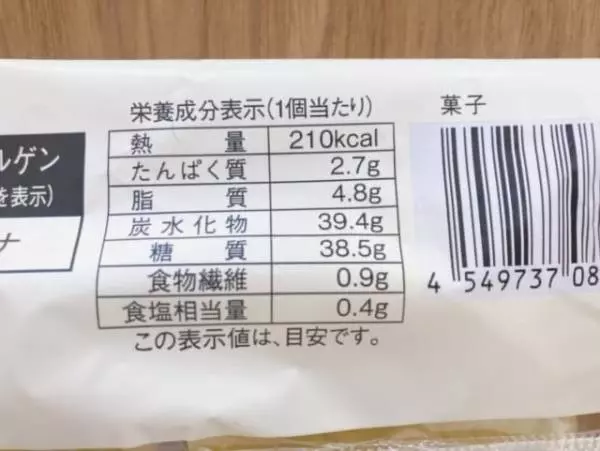 栄養成分表示(1個当たり)
熱量 210kcal
たんぱく質 2.7g
脂質 4.8g
炭水化物 39.4g
糖質 38.5g
食物繊維 0.9g
食塩相当量 0.4g
この表示値は、目安です。
ルゲン
を表示)
ナ
菓子
4 549737 08